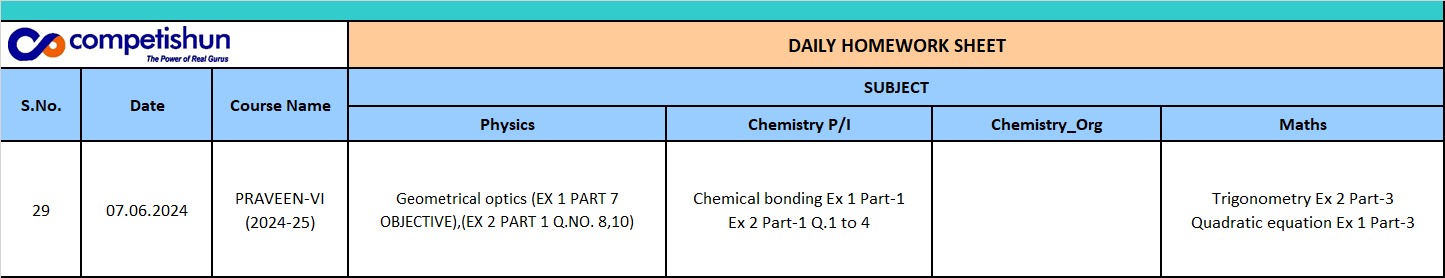 competishun
The Power of Real Gurus
DAILY HOMEWORK SHEET
S.No.
Date
Course Name
SUBJECT
Physics
Chemistry P/I
Chemistry_Org
Maths
29
07.06.2024
PRAVEEN-VI
(2024-25)
Geometrical optics (EX 1 PART 7
OBJECTIVE),(EX 2 PART 1 Q.NO. 8,10)
Chemical bonding Ex 1 Part-1
Ex 2 Part-1 Q.1 to 4
Trigonometry Ex 2 Part-3
Quadratic equation Ex 1 Part-3